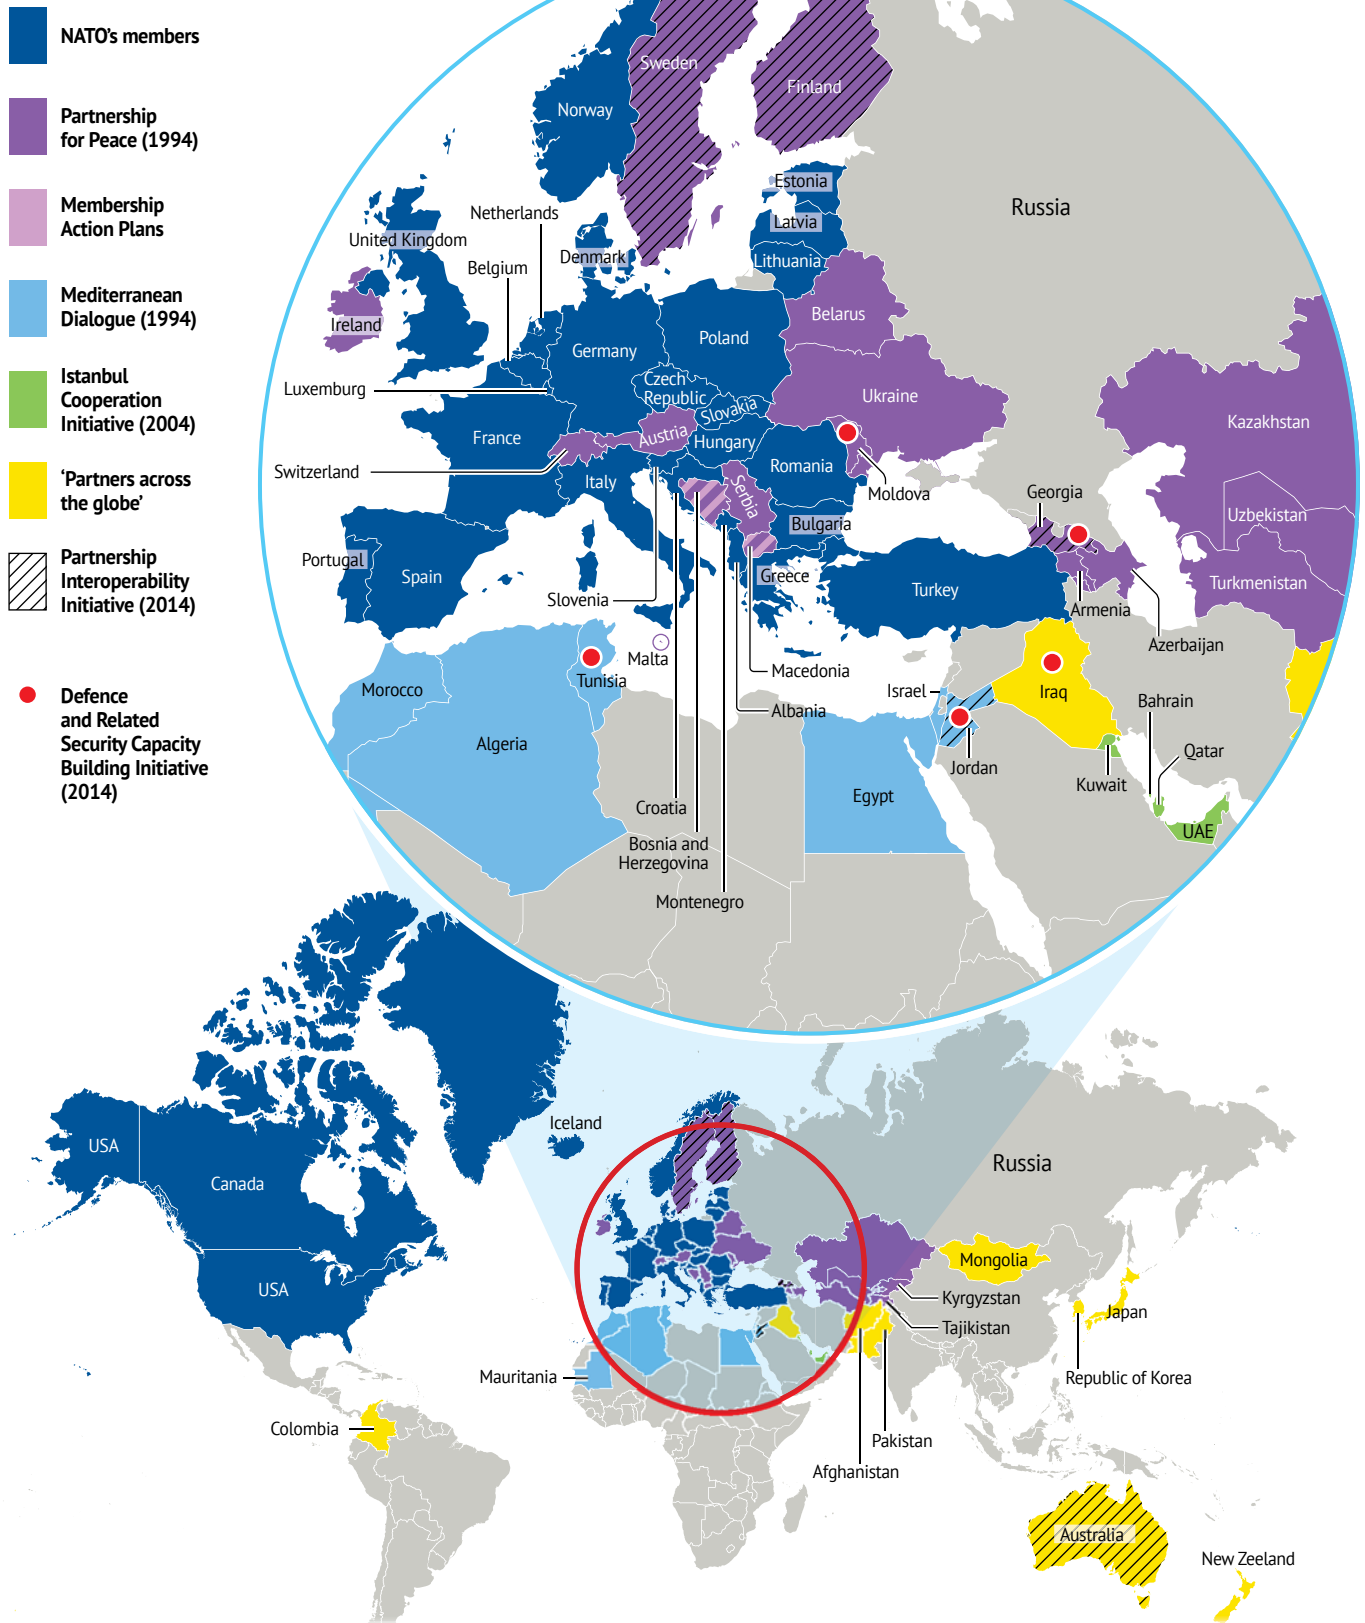 NATO's members
Partnership
for Peace (1994)
Membership
Action Plans
Mediterranean
Dialogue (1994)
Istanbul
Cooperation
Initiative (2004)
‘Partners across
the globe’
Partnership
Interoperability
Initiative (2014)
Defence
and Related
Security Capacity
Building Initiative
(2014)
Sweden
Finland
Norway
Russia
Estonia
Netherlands
Latvia
United Kingdom
Denmark
Lithuania
Belgium
Belarus
Ireland
Poland
Germany
Czech
Republic
Luxemburg
Ukraine
Slovakia
Kazakhstan
France
Austria
Hungary
Switzerland
Romania
Italy
Serbia
Moldova
Georgia
Bulgaria
Uzbekistan
Portugal
Spain
Greece
Turkey
Turkmenistan
Slovenia
Armenia
Azerbaijan
Malta
Macedonia
Tunisia
Morocco
Israel
Iraq
Bahrain
Albania
Algeria
Qatar
Jordan
Kuwait
Egypt
Croatia
UAE
Bosnia and
Herzegovina
Montenegro
Iceland
USA
Canada
Russia
Mongolia
USA
Kyrgyzstan
Japan
Tajikistan
Mauritania
Republic of Korea
Colombia
Pakistan
Afghanistan
Australia
New Zeeland